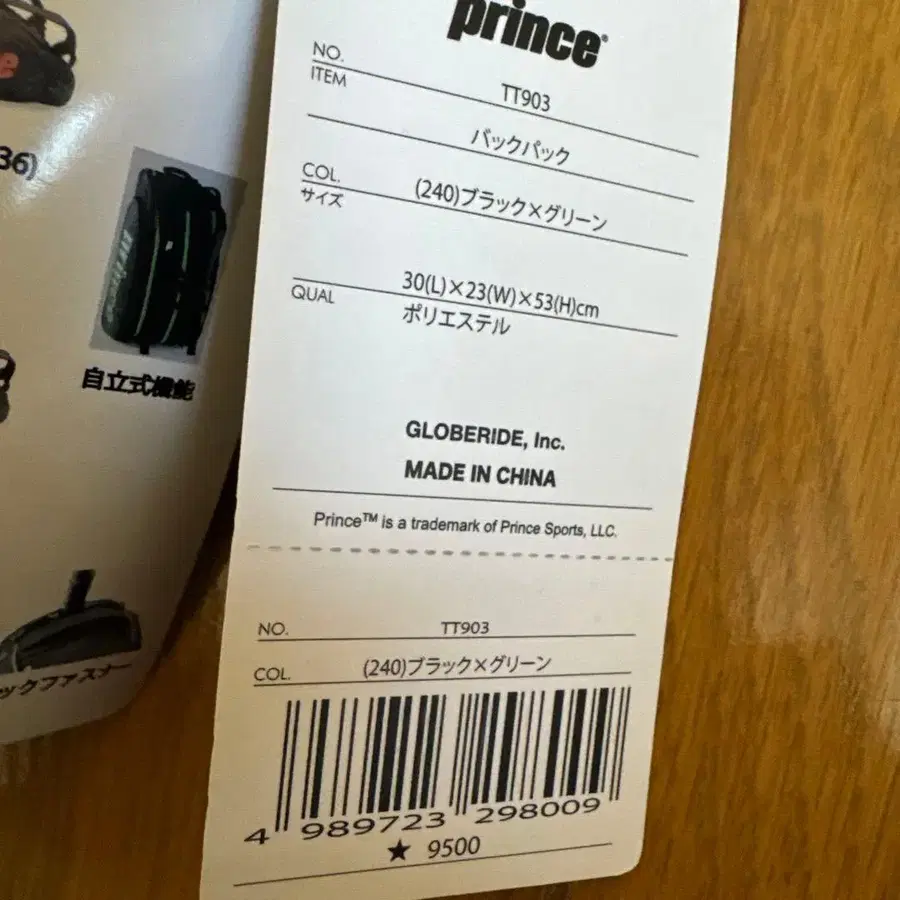 prince
NO.
TT903
ITEM
バックパック
COL.
(240)ブラック×グリーン
サイズ
30(L)×23(W)×53(H)cm
QUAL
ポリエステル
GLOBERIDE, Inc.
MADE IN CHINA
Prince™ is a trademark of Prince Sports, LLC.
NO. TT903
COL. (240)ブラック×グリーン
4 989723 298009
★ 9500
36)
自立式機能
ックファスナー